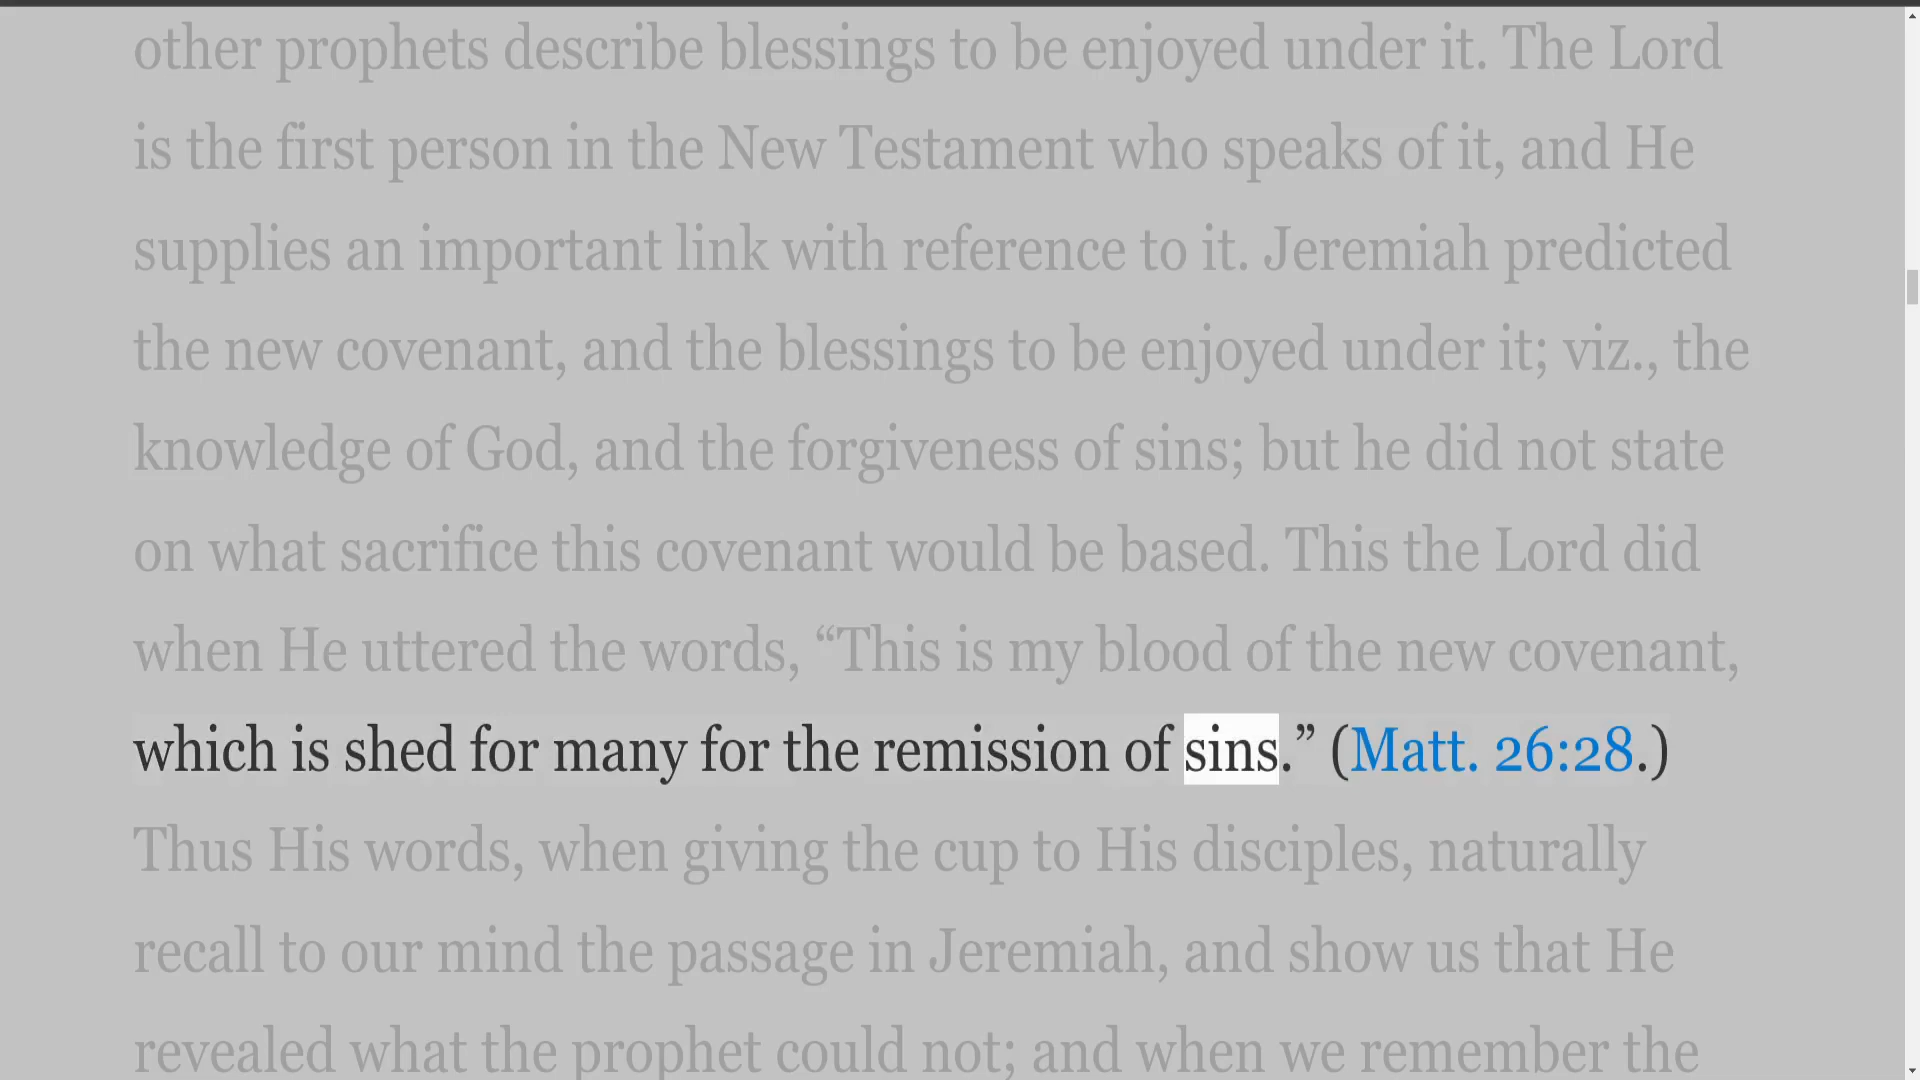 other prophets describe blessings to be enjoyed under it. The Lord
is the first person in the New Testament who speaks of it, and He
supplies an important link with reference to it. Jeremiah predicted
the new covenant, and the blessings to be enjoyed under it; viz., the
knowledge of God, and the forgiveness of sins; but he did not state
on what sacrifice this covenant would be based. This the Lord did
when He uttered the words, “This is my blood of the new covenant,
which is shed for many for the remission of sins.” (Matt. 26:28.)
Thus His words, when giving the cup to His disciples, naturally
recall to our mind the passage in Jeremiah, and show us that He
revealed what the prophet could not; and when we remember the